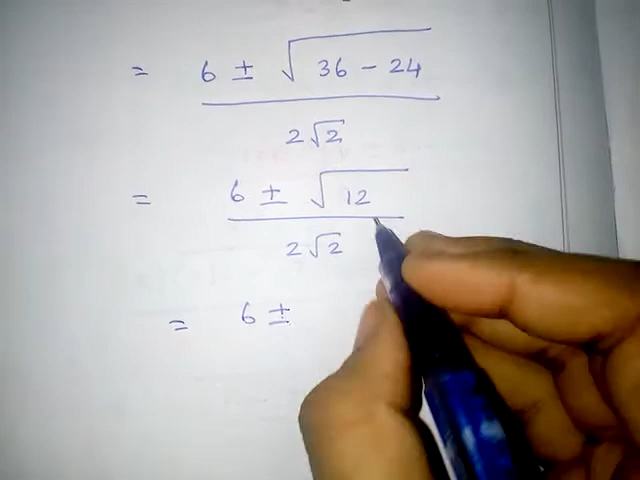 = 6 ± √36 - 24
2√2
= 6 ± √12
2√2
= 6 ±